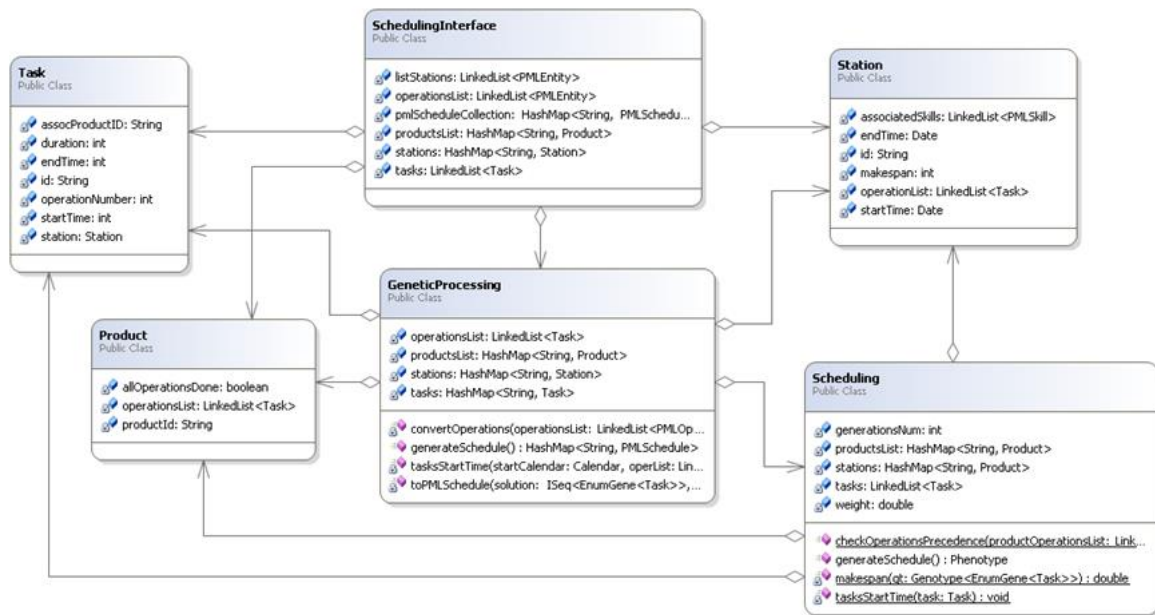 SchedulingInterface
Public Class
listStations: LinkedList<PMLEntity>
operationsList: LinkedList<PMLEntity>
pmlScheduleCollection: HashMap<String, PMLSchedu...
productsList: HashMap<String, Product>
stations: HashMap<String, Station>
tasks: LinkedList<Task>
Task
Public Class
assocProductID: String
duration: int
endTime: int
id: String
operationNumber: int
startTime: int
station: Station
Station
Public Class
associatedSkills: LinkedList<PMLSkill>
endTime: Date
id: String
makespan: int
operationList: LinkedList<Task>
startTime: Date
GeneticProcessing
Public Class
operationsList: LinkedList<Task>
productsList: HashMap<String, Product>
stations: HashMap<String, Station>
tasks: HashMap<String, Task>
convertOperations(operationsList: LinkedList<PMLOp...
generateSchedule() : HashMap<String, PMLSchedule>
tasksStartTime(startCalendar: Calendar, operList: Lin...
toPMLSchedule(solution: ISeq<EnumGene<Task>>,...
Product
Public Class
allOperationsDone: boolean
operationsList: LinkedList<Task>
productId: String
Scheduling
Public Class
generationsNum: int
productsList: HashMap<String, Product>
stations: HashMap<String, Product>
tasks: LinkedList<Task>
weight: double
checkOperationsPrecedence(productOperationsList: Link...
generateSchedule() : Phenotype
makespan(gt: Genotype<EnumGene<Task>>) : double
tasksStartTime(task: Task) : void